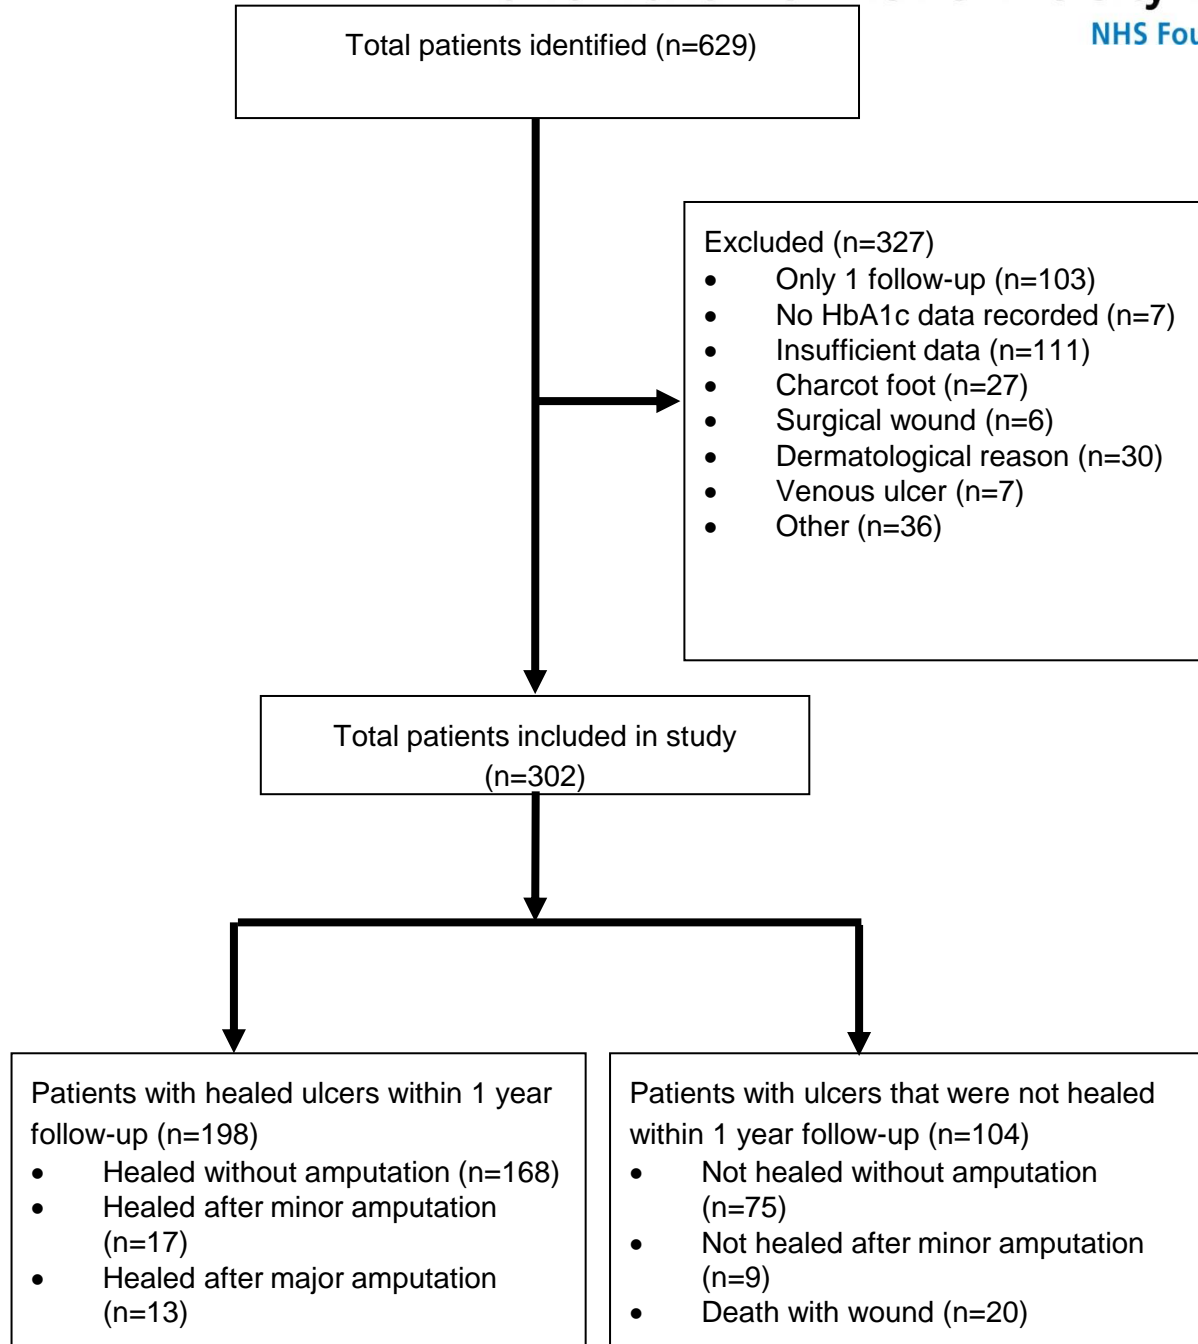 NHS
Total patients identified (n=629)
Excluded (n=327)
• Only 1 follow-up (n=103)
• No HbA1c data recorded (n=7)
• Insufficient data (n=111)
• Charcot foot (n=27)
• Surgical wound (n=6)
• Dermatological reason (n=30)
• Venous ulcer (n=7)
• Other (n=36)
Total patients included in study
(n=302)
Patients with healed ulcers within 1 year
follow-up (n=198)
• Healed without amputation (n=168)
• Healed after minor amputation
(n=17)
• Healed after major amputation
(n=13)
Patients with ulcers that were not healed
within 1 year follow-up (n=104)
• Not healed without amputation
(n=75)
• Not healed after minor amputation
(n=9)
• Death with wound (n=20)